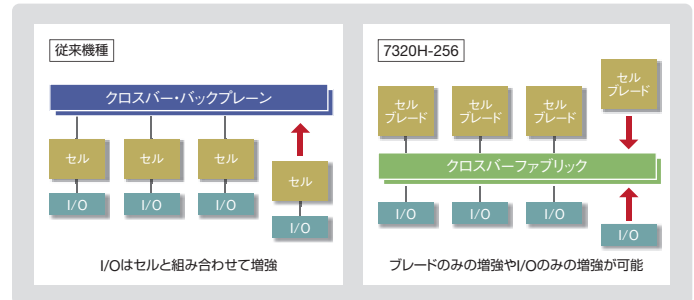 従来機種
クロスバー・バックプレーン
セル
セル
セル
セル
I/O
I/O
I/O
I/O
I/Oはセルと組み合わせて増強
7320H-256
セル
ブレード
セル
ブレード
セル
ブレード
セル
ブレード
クロスバーファブリック
I/O
I/O
I/O
I/O
ブレードのみの増強やI/Oのみの増強が可能